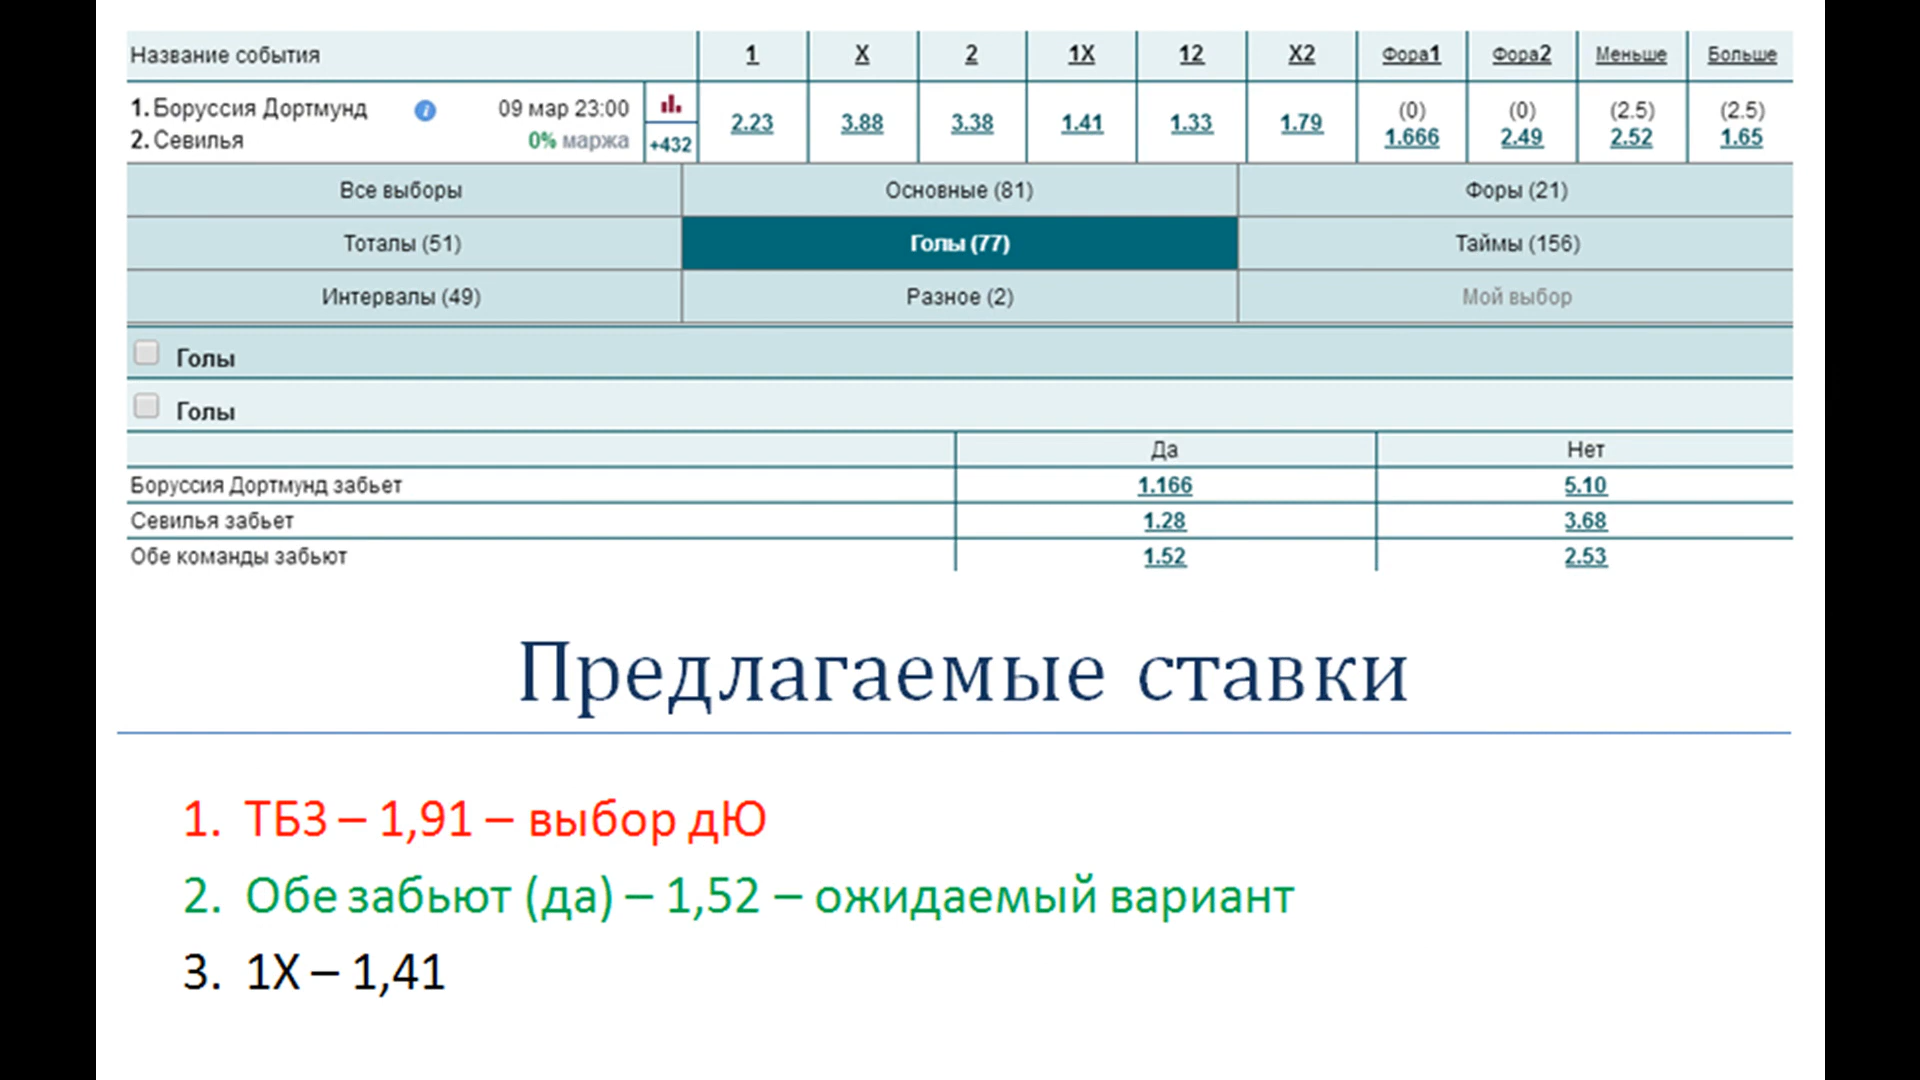 Название события 1 X 2 1X 12 X2 Фора1 Фора2 Меньше Больше
1. Боруссия Дортмунд i 09 мар 23:00 (0) (0) (2.5) (2.5)
2.23 3.88 3.38 1.41 1.33 1.79
2. Севилья 0% маржа +432 1.666 2.49 2.52 1.65
Все выборы Основные (81) Форы (21)
Тоталы (51) Голы (77) Таймы (156)
Интервалы (49) Разное (2) Мой выбор
Голы
Голы
Да Нет
Боруссия Дортмунд забьет 1.166 5.10
Севилья забьет 1.28 3.68
Обе команды забьют 1.52 2.53
Предлагаемые ставки
1. ТБ3 – 1,91 – выбор дЮ
2. Обе забьют (да) – 1,52 – ожидаемый вариант
3. 1Х – 1,41